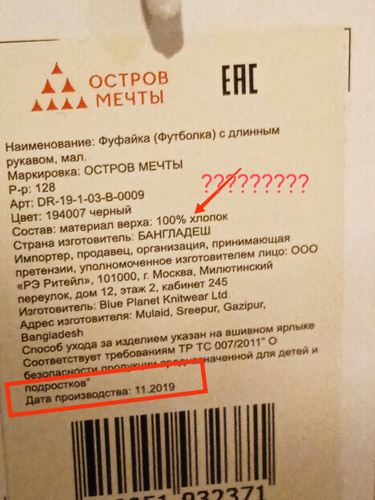 ОСТРОВ
МЕЧТЫ
EAC
Наименование: Фуфайка (Футболка) с длинным
рукавом, мал.
Маркировка: ОСТРОВ МЕЧТЫ
Р-р: 128
?????????
Арт: DR-19-1-03-B-0009
Цвет: 194007 черный
Состав: материал верха: 100% хлопок
Страна изготовитель: БАНГЛАДЕШ
Импортер, продавец, организация, принимающая
претензии, уполномоченное изготовителем лицо: ООО
«РЭ Ритейл», 101000, г. Москва, Милютинский
переулок, дом 12, этаж 2, кабинет 245
Изготовитель: Blue Planet Knitwear Ltd
Адрес изготовителя: Mulaid, Sreepur, Gazipur,
Bangladesh
Способ ухода за изделием указан на вшивном ярлыке
Соответствует требованиям ТР ТС 007/2011" О
безопасности продукции предназначенной для детей и
подростков"
Дата производства: 11.2019